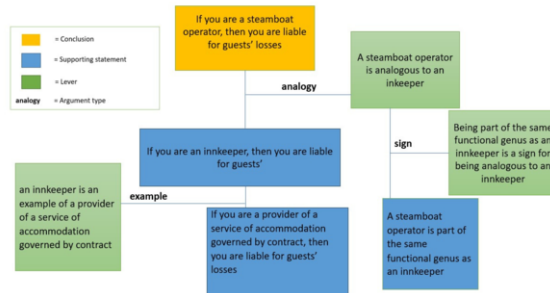 = Conclusion
= Supporting statement
= Lever
analogy = Argument type
If you are a steamboat
operator, then you are liable
for guests' losses
analogy
A steamboat operator
is analogous to an
inkeeper
If you are an innkeeper, then you are liable
for guests'
sign
Being part of the same
functional genus as an
innkeeper is a sign for
being analogous to an
innkeeper
an innkeeper is an
example of a provider
of a service of
accommodation
governed by contract
example
If you are a provider of a
service of accommodation
governed by contract, then
you are liable for guests'
losses
A steamboat
operator is part of
the same
functional genus as
an innkeeper